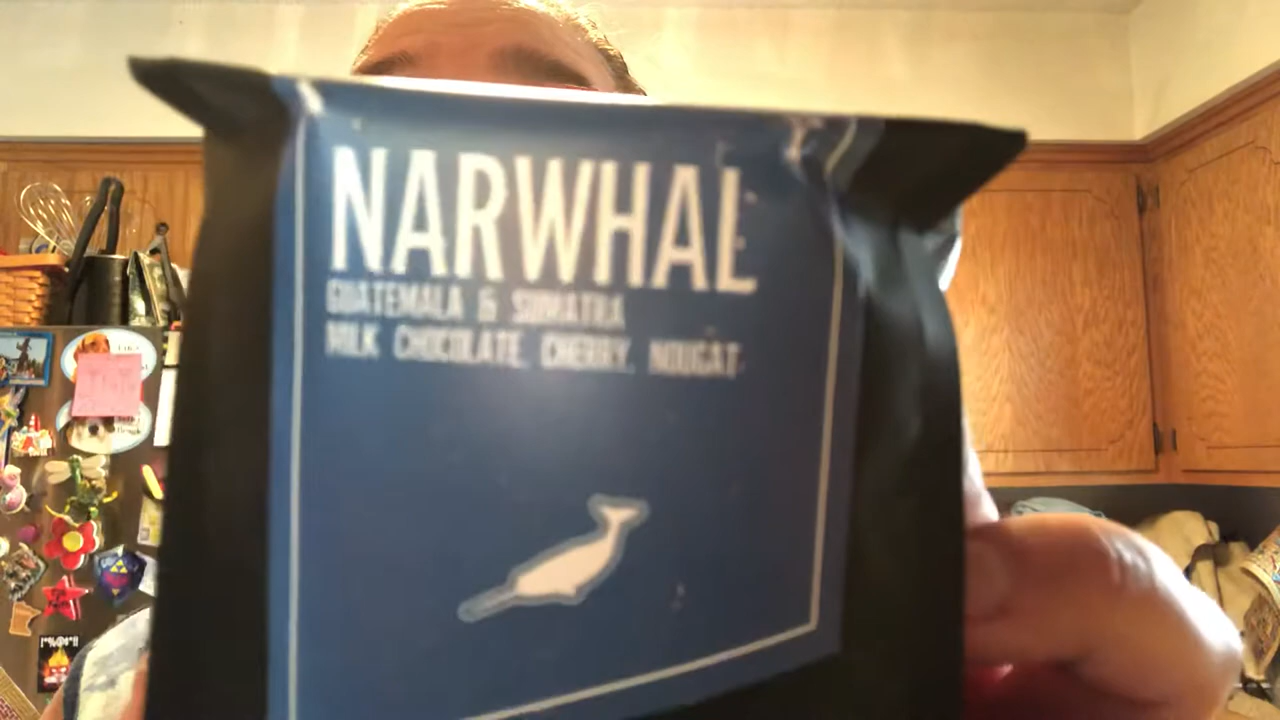 NARWHAL
GUATEMALA & SUMATRA
MILK CHOCOLATE, CHERRY, NOUGAT
!*%@#*!!